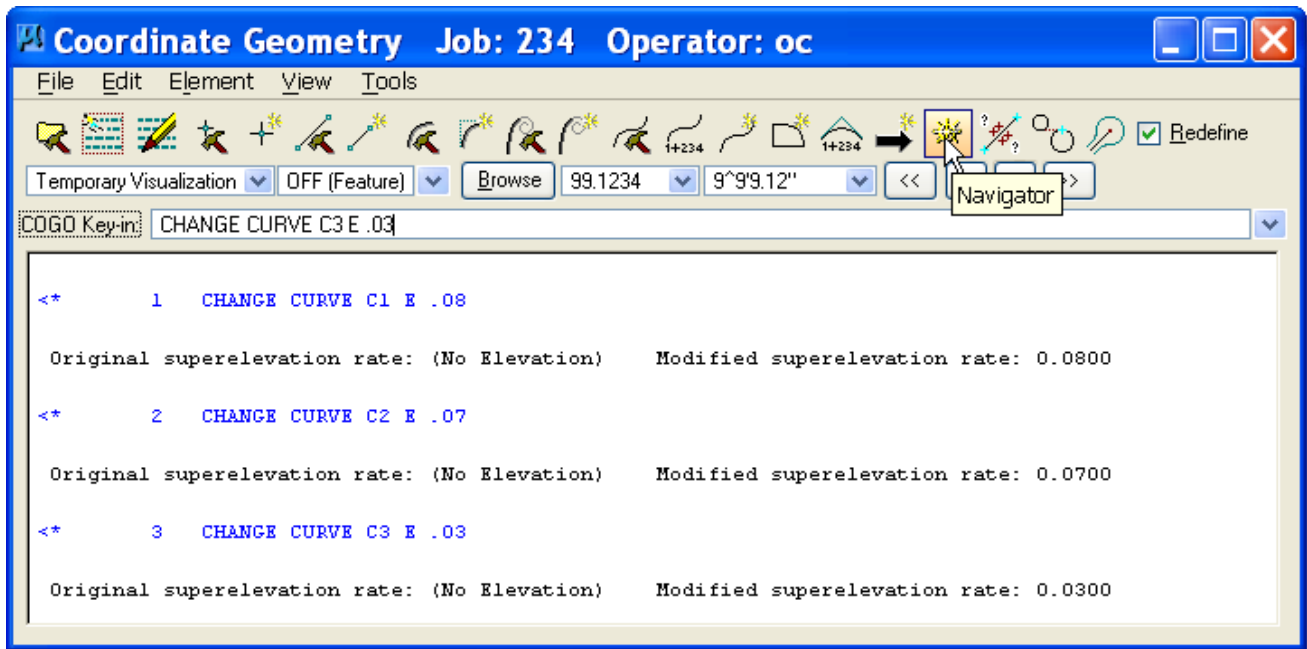 Coordinate Geometry Job: 234 Operator: oc
File Edit Element View Tools
1+234 1+234 Redefine
Temporary Visualization OFF (Feature) Browse 99.1234 9^9'9.12" << >>
Navigator
COGO Key-in: CHANGE CURVE C3 E .03
<* 1 CHANGE CURVE C1 E .08
Original superelevation rate: (No Elevation) Modified superelevation rate: 0.0800
<* 2 CHANGE CURVE C2 E .07
Original superelevation rate: (No Elevation) Modified superelevation rate: 0.0700
<* 3 CHANGE CURVE C3 E .03
Original superelevation rate: (No Elevation) Modified superelevation rate: 0.0300